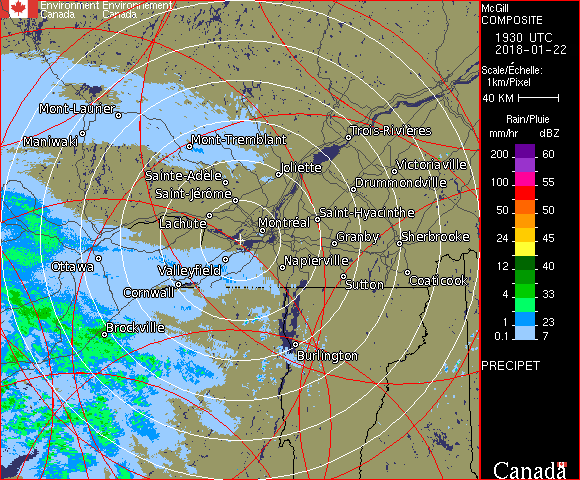 Environment Environnement
Canada Canada
McGill
COMPOSITE
1930 UTC
2018-01-22
Scale/Échelle:
1km/Pixel
40 KM
Rain/Pluie
mm/hr dBZ
200 60
100 55
50 50
24 45
12 40
4 33
1 23
0.1 7
PRECIPET
Canada
Mont-Laurier
Maniwaki
Mont-Tremblant
Trois-Rivières
Joliette
Victoriaville
Sainte-Adèle
Drummondville
Saint-Jérôme
Saint-Hyacinthe
Lachute
Montréal
Granby
Sherbrooke
Ottawa
Valleyfield
Napierville
Sutton
Coaticook
Cornwall
Brockville
Burlington